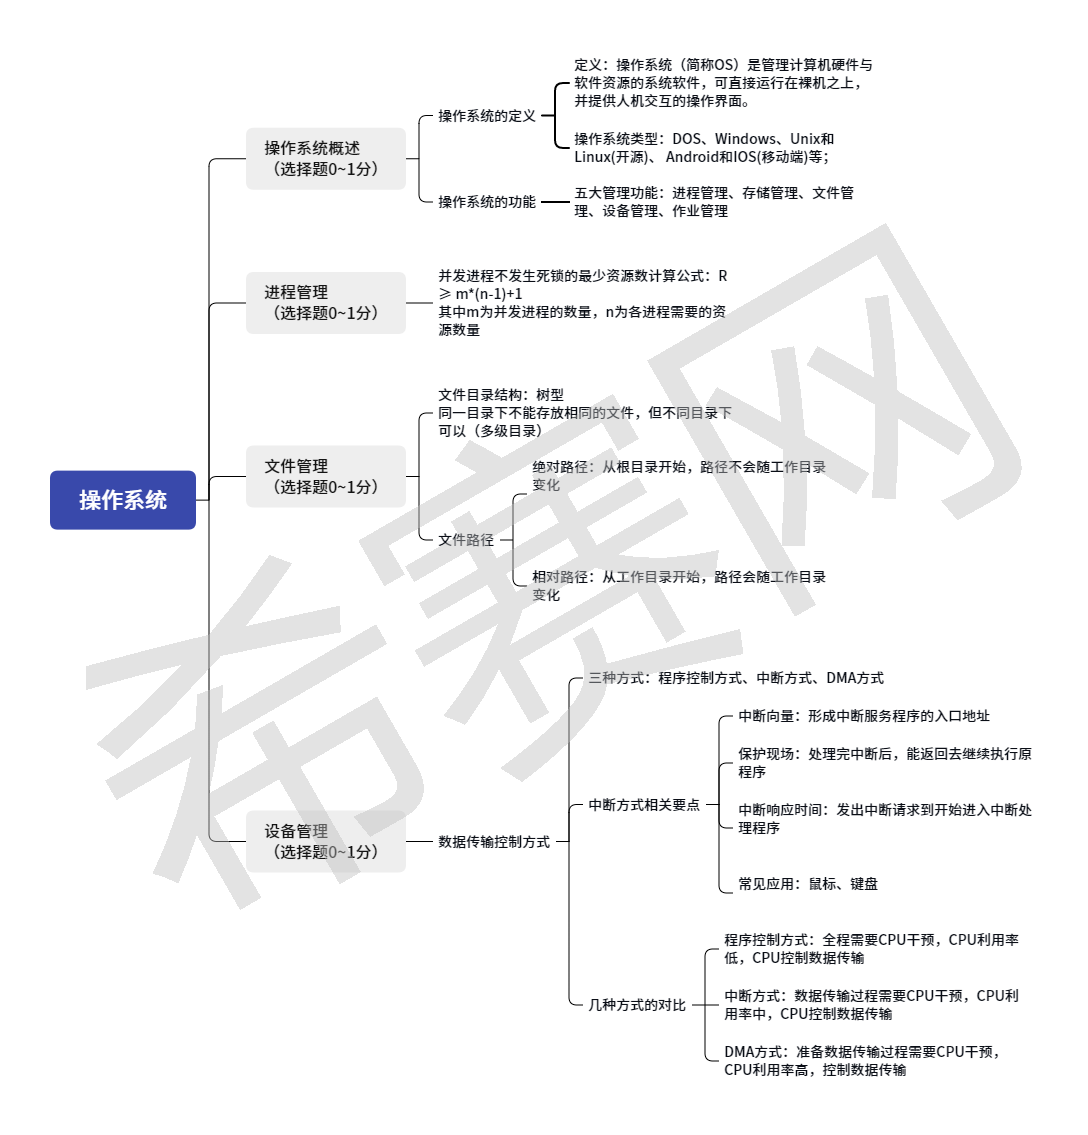 操作系统
操作系统概述
（选择题0~1分）
操作系统的定义
定义：操作系统（简称OS）是管理计算机硬件与
软件资源的系统软件，可直接运行在裸机之上，
并提供人机交互的操作界面。
操作系统类型：DOS、Windows、Unix和
Linux(开源)、 Android和IOS(移动端)等；
操作系统的功能
五大管理功能：进程管理、存储管理、文件管
理、设备管理、作业管理
进程管理
（选择题0~1分）
并发进程不发生死锁的最少资源数计算公式：R
⩾ m*(n-1)+1
其中m为并发进程的数量，n为各进程需要的资
源数量
文件管理
（选择题0~1分）
文件目录结构：树型
同一目录下不能存放相同的文件，但不同目录下
可以（多级目录）
文件路径
绝对路径：从根目录开始，路径不会随工作目录
变化
相对路径：从工作目录开始，路径会随工作目录
变化
设备管理
（选择题0~1分）
数据传输控制方式
三种方式：程序控制方式、中断方式、DMA方式
中断方式相关要点
中断向量：形成中断服务程序的入口地址
保护现场：处理完中断后，能返回去继续执行原
程序
中断响应时间：发出中断请求到开始进入中断处
理程序
常见应用：鼠标、键盘
几种方式的对比
程序控制方式：全程需要CPU干预，CPU利用率
低，CPU控制数据传输
中断方式：数据传输过程需要CPU干预，CPU利
用率中，CPU控制数据传输
DMA方式：准备数据传输过程需要CPU干预，
CPU利用率高，控制数据传输
希赛网